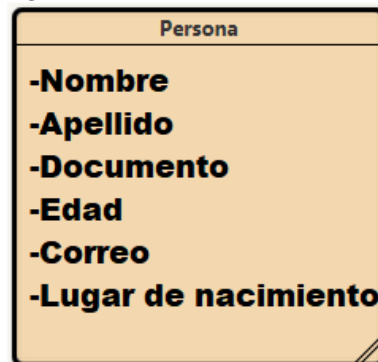 Persona
-Nombre
-Apellido
-Documento
-Edad
-Correo
-Lugar de nacimiento